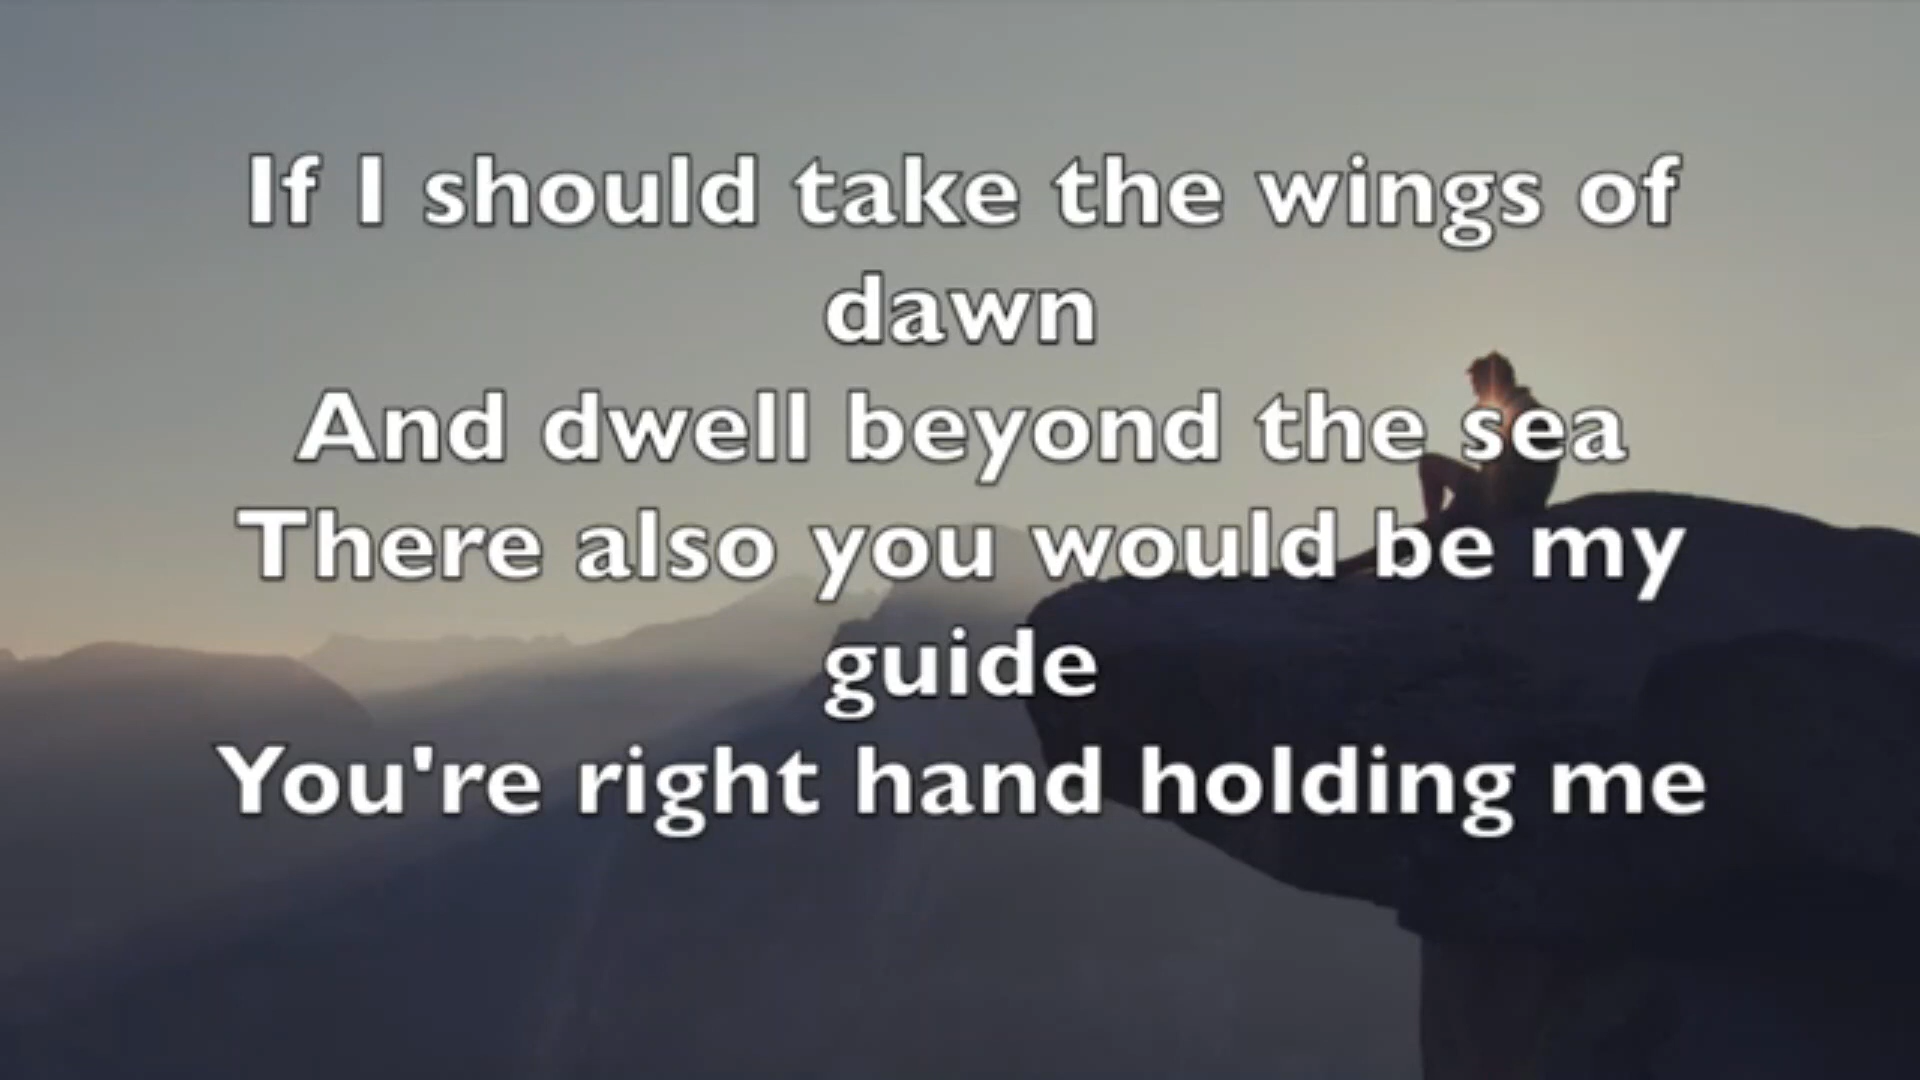 If I should take the wings of
dawn
And dwell beyond the sea
There also you would be my
guide
You're right hand holding me